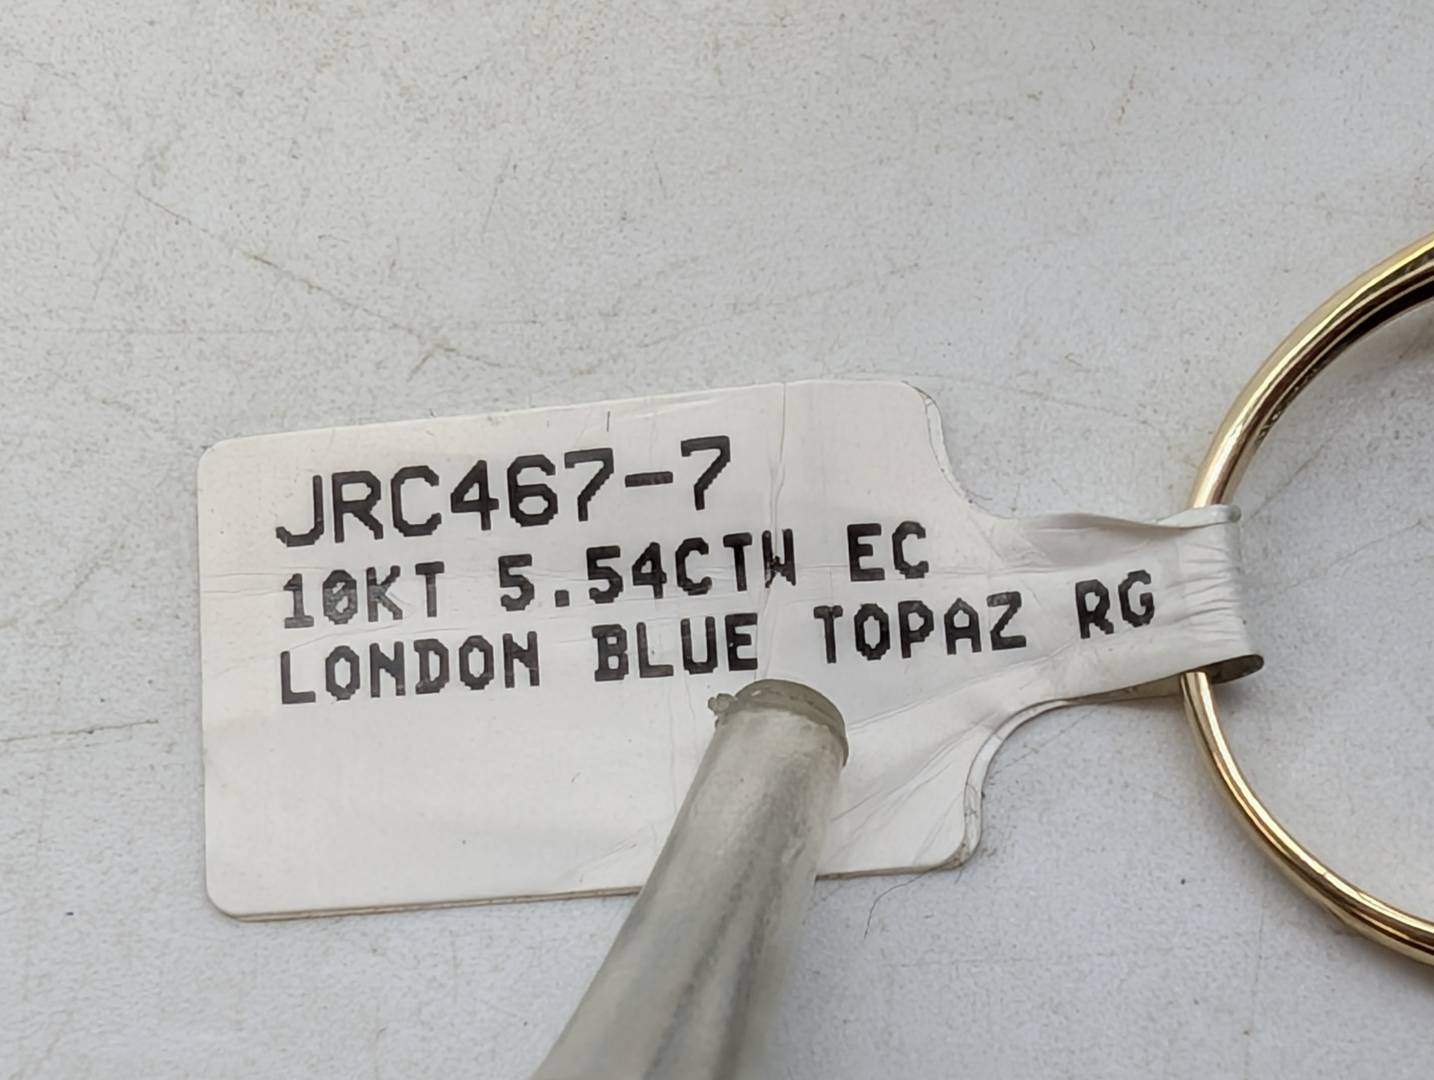 JRC467-7
10KT 5.54CTW EC
LONDON BLUE TOPAZ RG